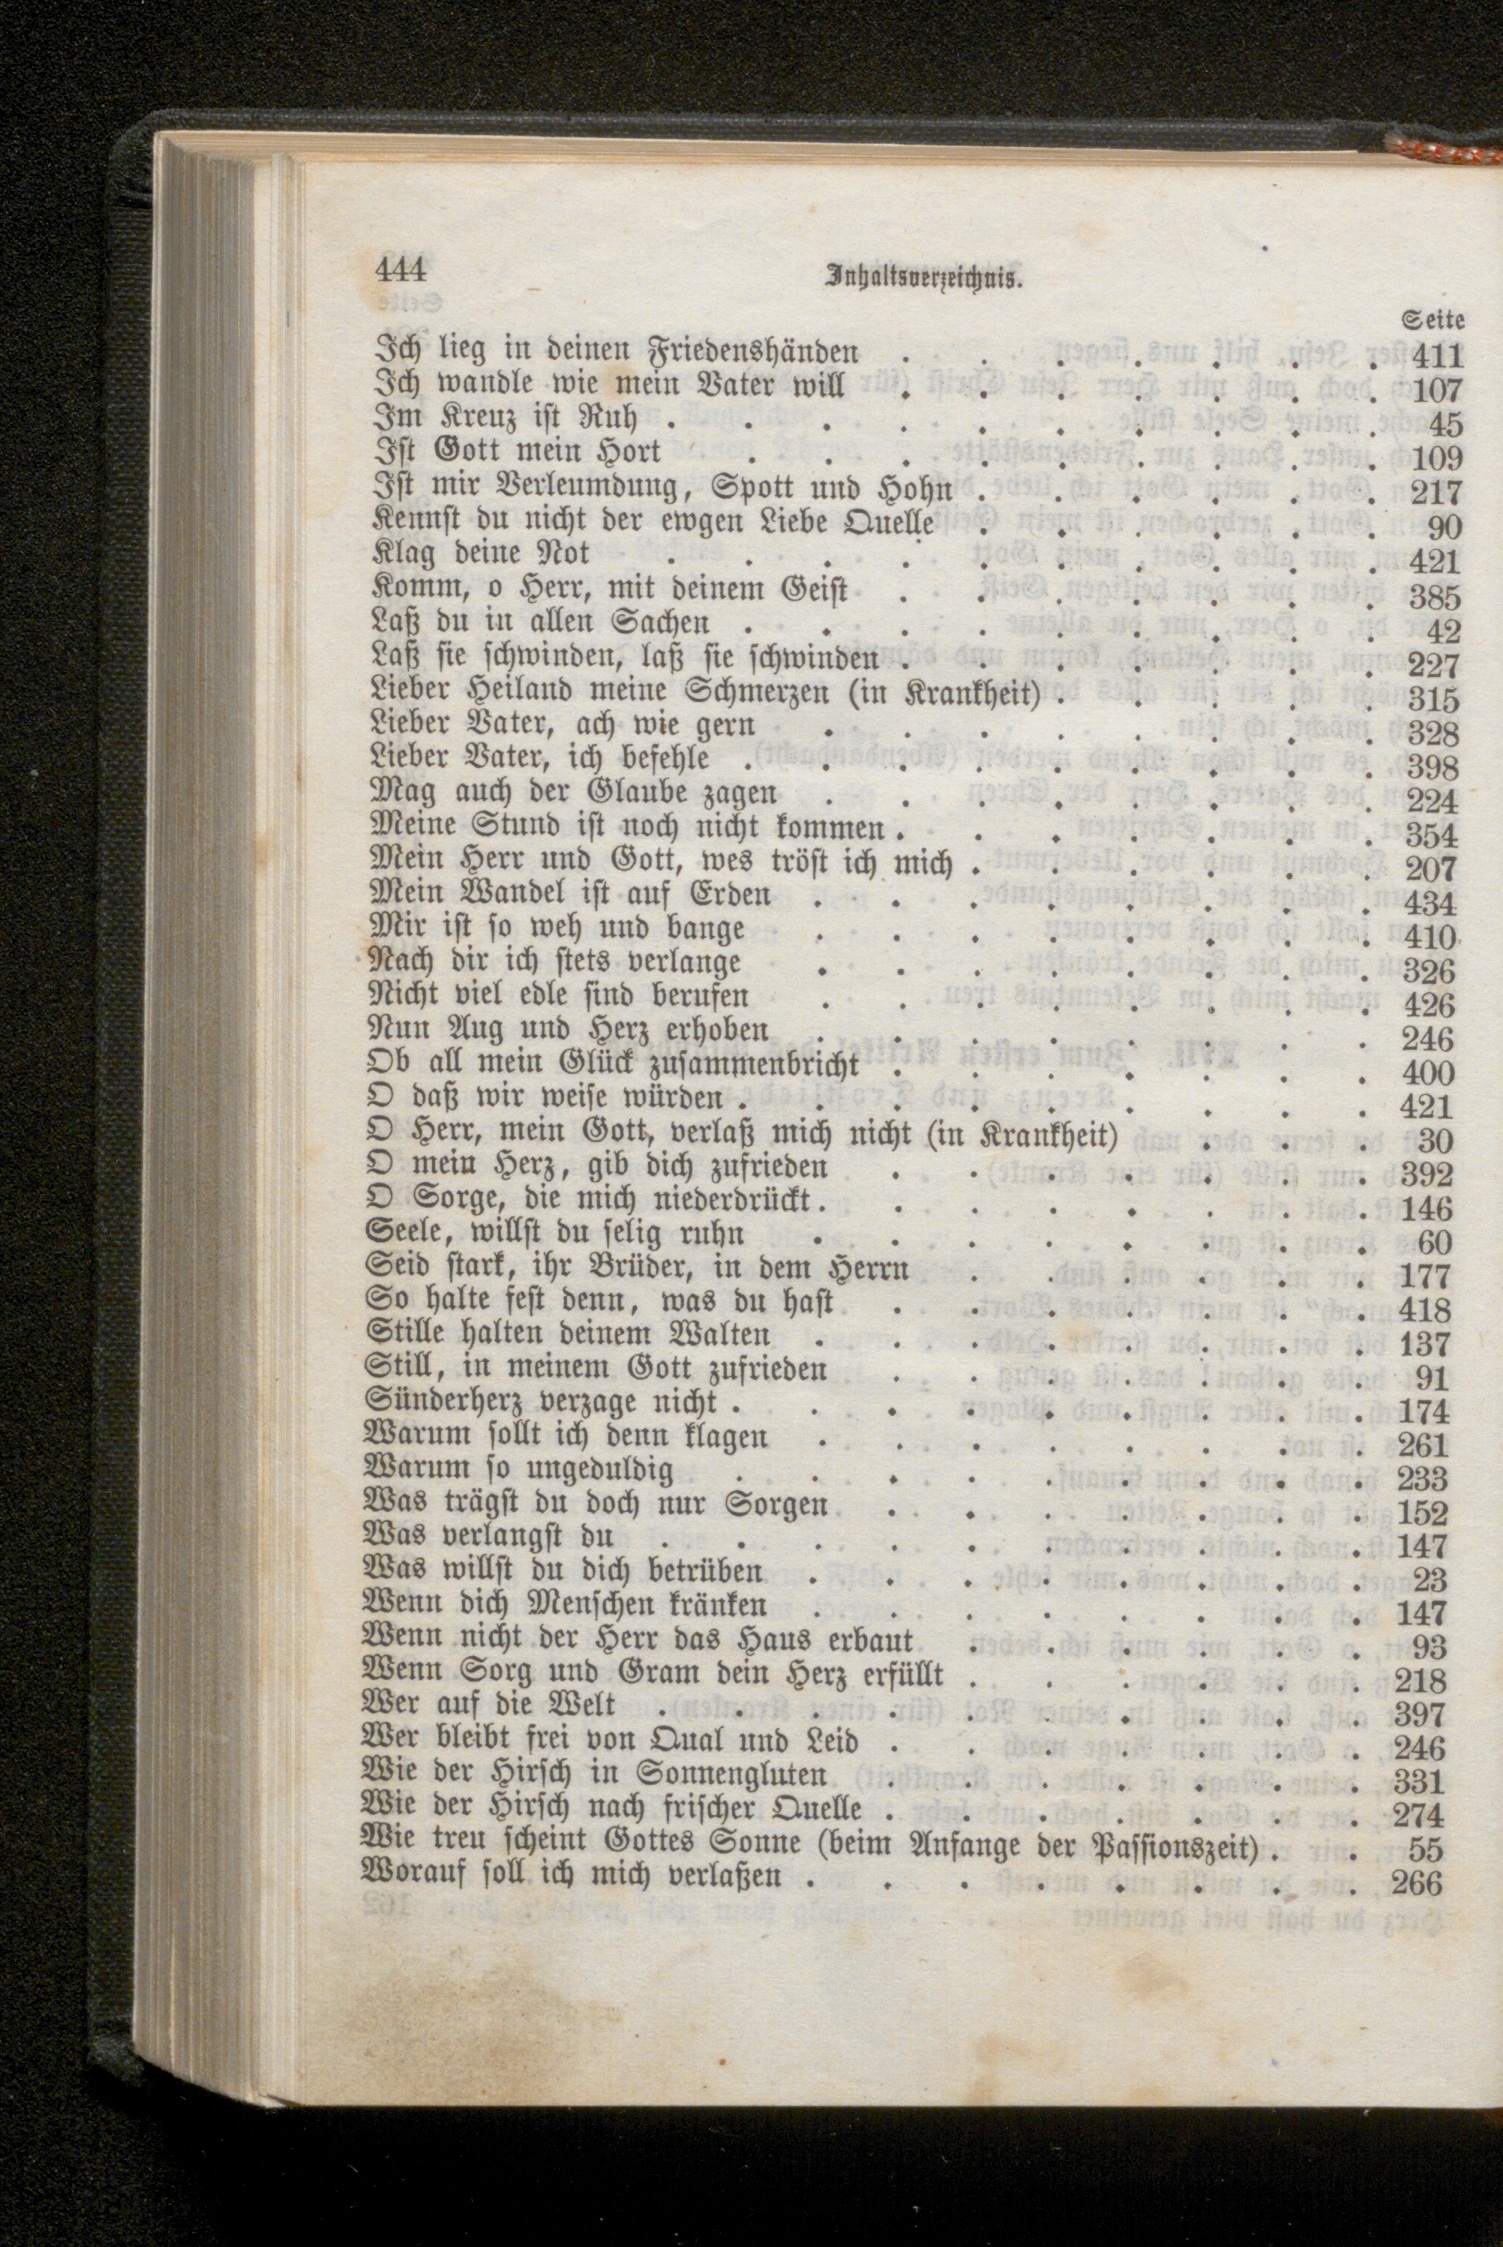 444
Inhaltsverzeichnis.
Seite
Ich lieg in deinen Friedenshänden . . . . . . . 411
Ich wandle wie mein Vater will . . . . . . . 107
Im Kreuz ist Ruh . . . . . . . . . . 45
Ist Gott mein Hort . . . . . . . . . 109
Ist mir Verleumdung, Spott und Hohn . . . . . . 217
Kennst du nicht der ewgen Liebe Quelle . . . . . . 90
Klag deine Not . . . . . . . . . . 421
Komm, o Herr, mit deinem Geist . . . . . . . 385
Laß du in allen Sachen . . . . . . . . . 42
Laß sie schwinden, laß sie schwinden . . . . . . . 227
Lieber Heiland meine Schmerzen (in Krankheit) . . . . . 315
Lieber Vater, ach wie gern . . . . . . . . 328
Lieber Vater, ich befehle . . . . . . . . . 398
Mag auch der Glaube zagen . . . . . . . . 224
Meine Stund ist noch nicht kommen . . . . . . . 354
Mein Herr und Gott, wes tröst ich mich . . . . . . 207
Mein Wandel ist auf Erden . . . . . . . . 434
Mir ist so weh und bange . . . . . . . . 410
Nach dir ich stets verlange . . . . . . . . 326
Nicht viel edle sind berufen . . . . . . . . 426
Nun Aug und Herz erhoben . . . . . . . . 246
Ob all mein Glück zusammenbricht . . . . . . . 400
O daß wir weise würden . . . . . . . . . 421
O Herr, mein Gott, verlaß mich nicht (in Krankheit) . . . 30
O mein Herz, gib dich zufrieden . . . . . . . 392
O Sorge, die mich niederdrückt . . . . . . . . 146
Seele, willst du selig ruhn . . . . . . . . 60
Seid stark, ihr Brüder, in dem Herrn . . . . . . 177
So halte fest denn, was du hast . . . . . . . 418
Stille halten deinem Walten . . . . . . . . 137
Still, in meinem Gott zufrieden . . . . . . . 91
Sünderherz verzage nicht . . . . . . . . . 174
Warum sollt ich denn klagen . . . . . . . . 261
Warum so ungeduldig . . . . . . . . . 233
Was trägst du doch nur Sorgen . . . . . . . 152
Was verlangst du . . . . . . . . . . 147
Was willst du dich betrüben . . . . . . . . 23
Wenn dich Menschen kränken . . . . . . . . 147
Wenn nicht der Herr das Haus erbaut . . . . . . 93
Wenn Sorg und Gram dein Herz erfüllt . . . . . . 218
Wer auf die Welt . . . . . . . . . . 397
Wer bleibt frei von Qual und Leid . . . . . . . 246
Wie der Hirsch in Sonnengluten . . . . . . . 331
Wie der Hirsch nach frischer Quelle . . . . . . . 274
Wie treu scheint Gottes Sonne (beim Anfange der Passionszeit) . . 55
Worauf soll ich mich verlaßen . . . . . . . . 266